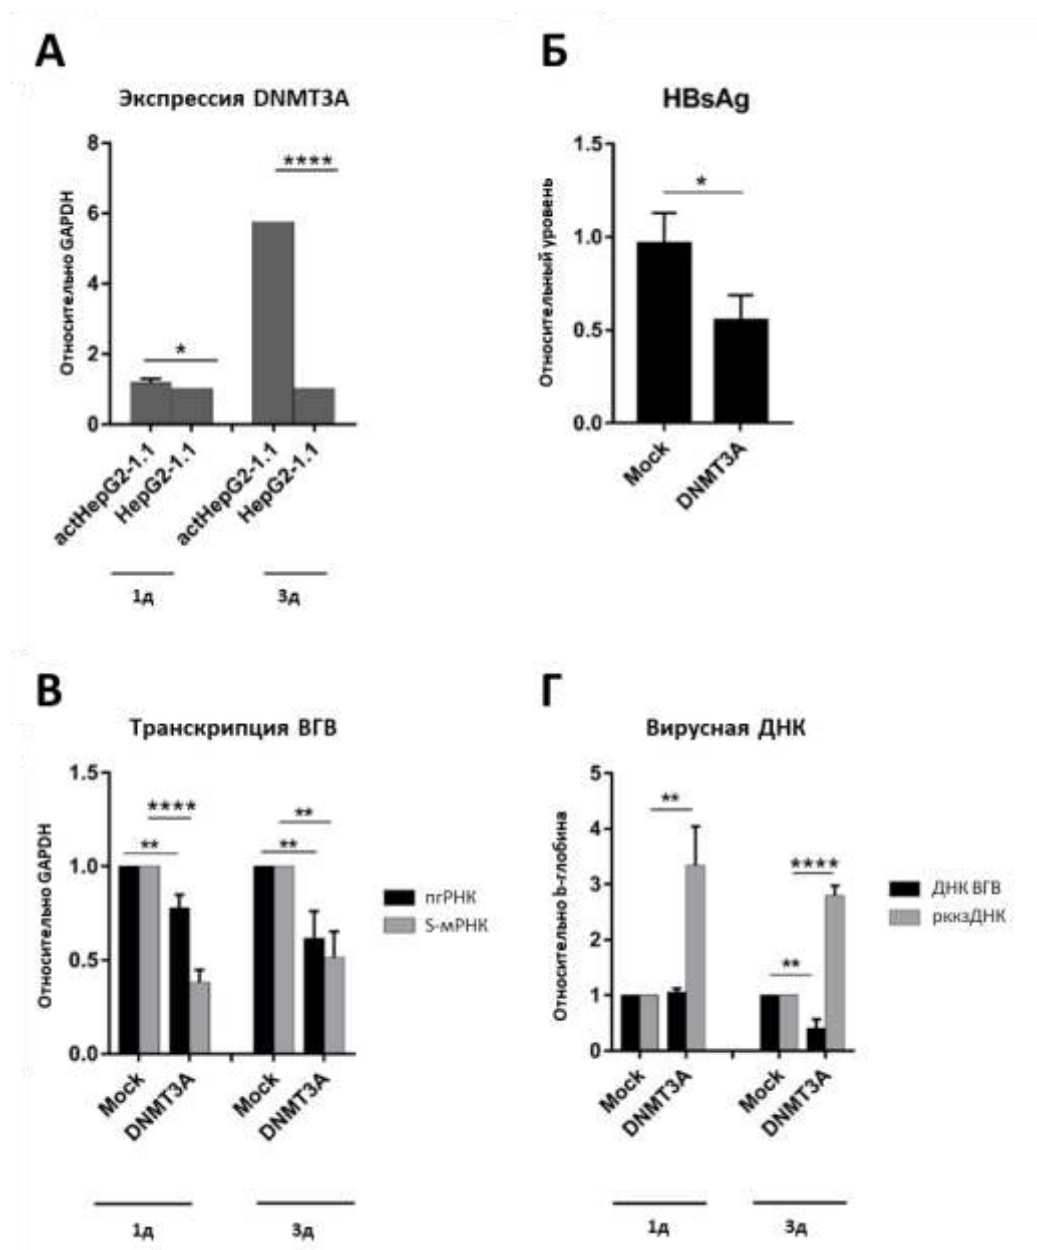 А
Экспрессия DNMT3A
Относительно GAPDH
8
6
4
2
0
*
****
actHepG2-1.1
HepG2-1.1
actHepG2-1.1
HepG2-1.1
1д
3д
Б
HBsAg
Относительный уровень
1.5
1.0
0.5
0.0
*
Mock
DNMT3A
В
Транскрипция ВГВ
Относительно GAPDH
1.5
1.0
0.5
0.0
****
**
**
**
Mock
DNMT3A
Mock
DNMT3A
1д
3д
пгРНК
S-мРНК
Г
Вирусная ДНК
Относительно b-глобина
5
4
3
2
1
0
**
****
**
Mock
DNMT3A
Mock
DNMT3A
1д
3д
ДНК ВГВ
рккзДНК